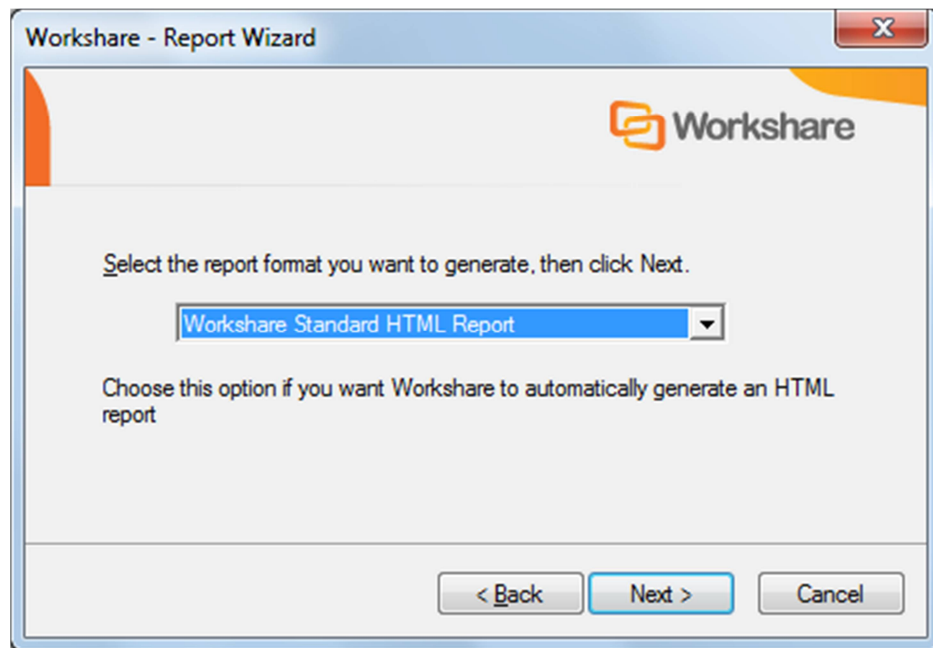 Workshare - Report Wizard
Workshare
Select the report format you want to generate, then click Next.
Workshare Standard HTML Report
Choose this option if you want Workshare to automatically generate an HTML
report
< Back
Next >
Cancel